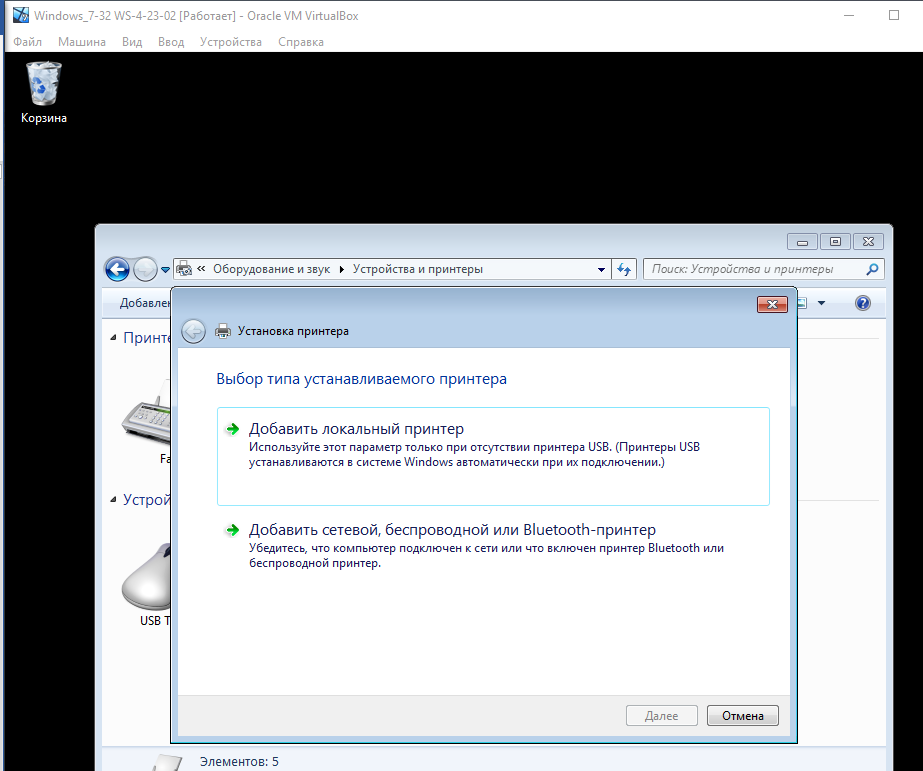 Windows_7-32 WS-4-23-02 [Работает] - Oracle VM VirtualBox
Файл Машина Вид Ввод Устройства Справка
Корзина
« Оборудование и звук Устройства и принтеры
Поиск: Устройства и принтеры
Добавлен
Принте
Fa
Устрой
USB T
Установка принтера
Выбор типа устанавливаемого принтера
Добавить локальный принтер
Используйте этот параметр только при отсутствии принтера USB. (Принтеры USB
устанавливаются в системе Windows автоматически при их подключении.)
Добавить сетевой, беспроводной или Bluetooth-принтер
Убедитесь, что компьютер подключен к сети или что включен принтер Bluetooth или
беспроводной принтер.
Далее Отмена
Элементов: 5